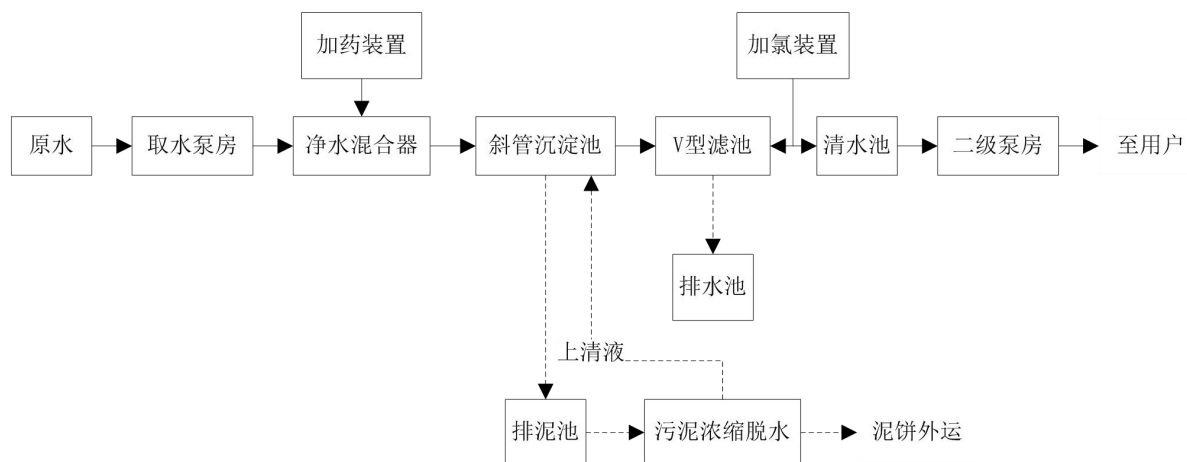 加药装置
加氯装置
原水
取水泵房
净水混合器
斜管沉淀池
V型滤池
清水池
二级泵房
至用户
排水池
上清液
排泥池
污泥浓缩脱水
泥饼外运